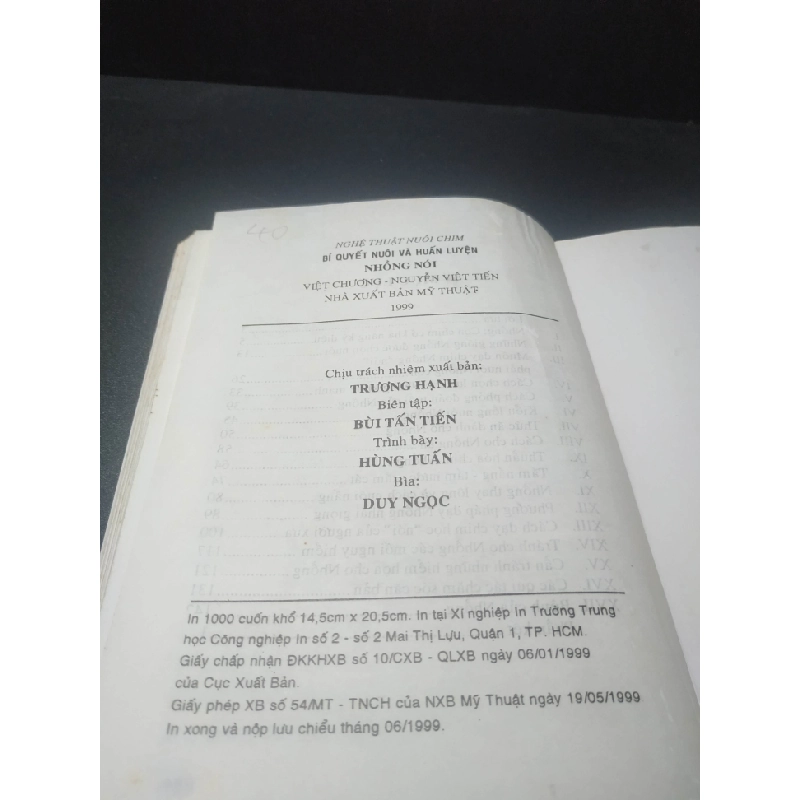 40
NGHỆ THUẬT NUÔI CHIM
BÍ QUYẾT NUÔI VÀ HUẤN LUYỆN
NHỒNG NÓI
VIỆT CHƯƠNG - NGUYỄN VIỆT TIẾN
NHÀ XUẤT BẢN MỸ THUẬT
1999
Chịu trách nhiệm xuất bản:
TRƯƠNG HẠNH
Biên tập:
BÙI TẤN TIẾN
Trình bày:
HÙNG TUẤN
Bìa:
DUY NGỌC
In 1000 cuốn khổ 14,5cm x 20,5cm. In tại Xí nghiệp in Trường Trung
học Công nghiệp in số 2 - số 2 Mai Thị Lựu, Quận 1, TP. HCM.
Giấy chấp nhận ĐKKHXB số 10/CXB - QLXB ngày 06/01/1999
của Cục Xuất Bản.
Giấy phép XB số 54/MT - TNCH của NXB Mỹ Thuật ngày 19/05/1999
In xong và nộp lưu chiểu tháng 06/1999.